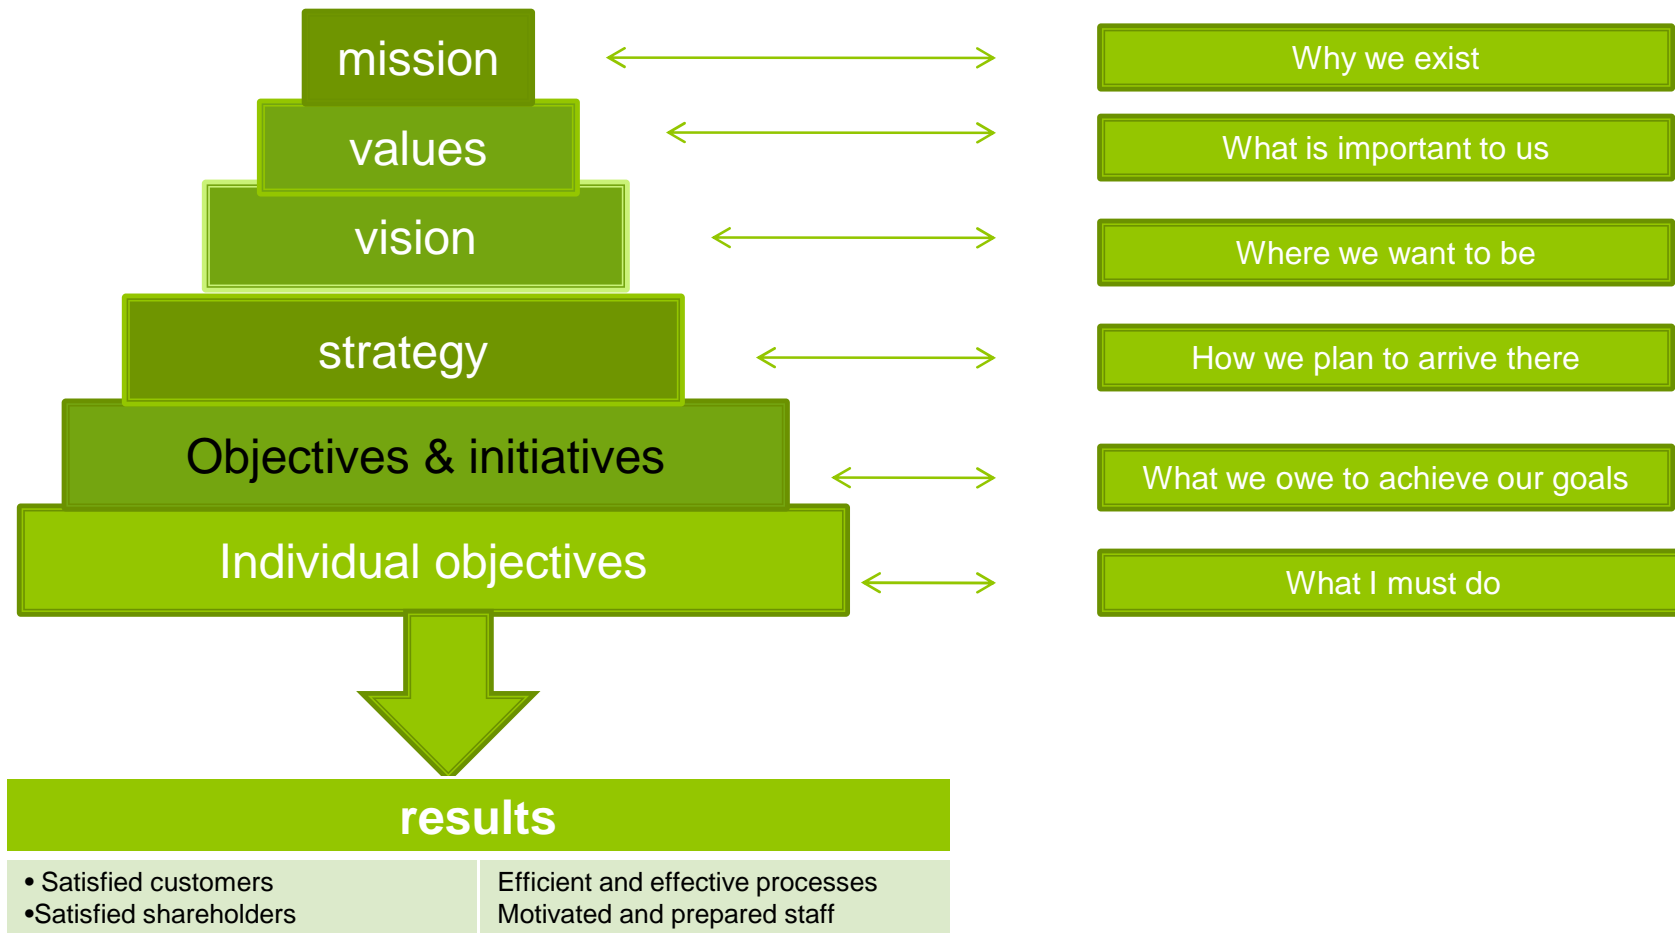 mission
Why we exist
values
What is important to us
vision
Where we want to be
strategy
How we plan to arrive there
Objectives & initiatives
What we owe to achieve our goals
Individual objectives
What I must do
results
• Satisfied customers
•Satisfied shareholders
Efficient and effective processes
Motivated and prepared staff